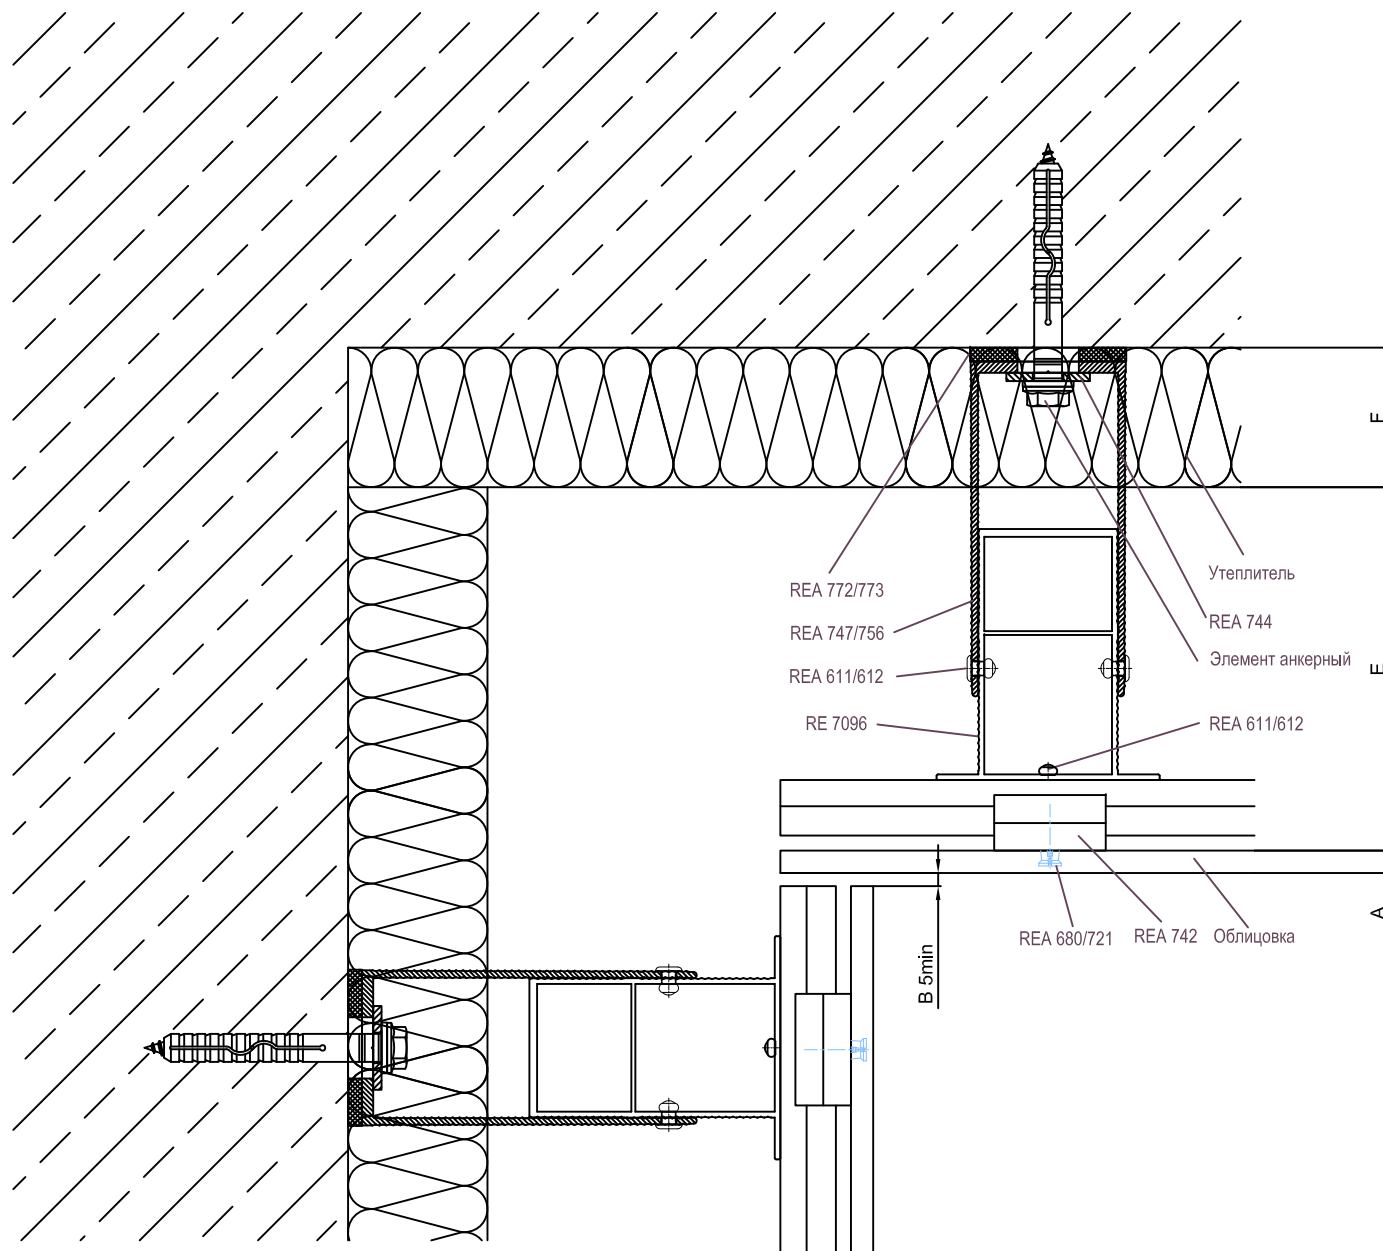 F
REA 772/773
Утеплитель
REA 744
REA 747/756
Элемент анкерный
E
REA 611/612
RE 7096
REA 611/612
A
REA 680/721
REA 742
Облицовка
B 5min